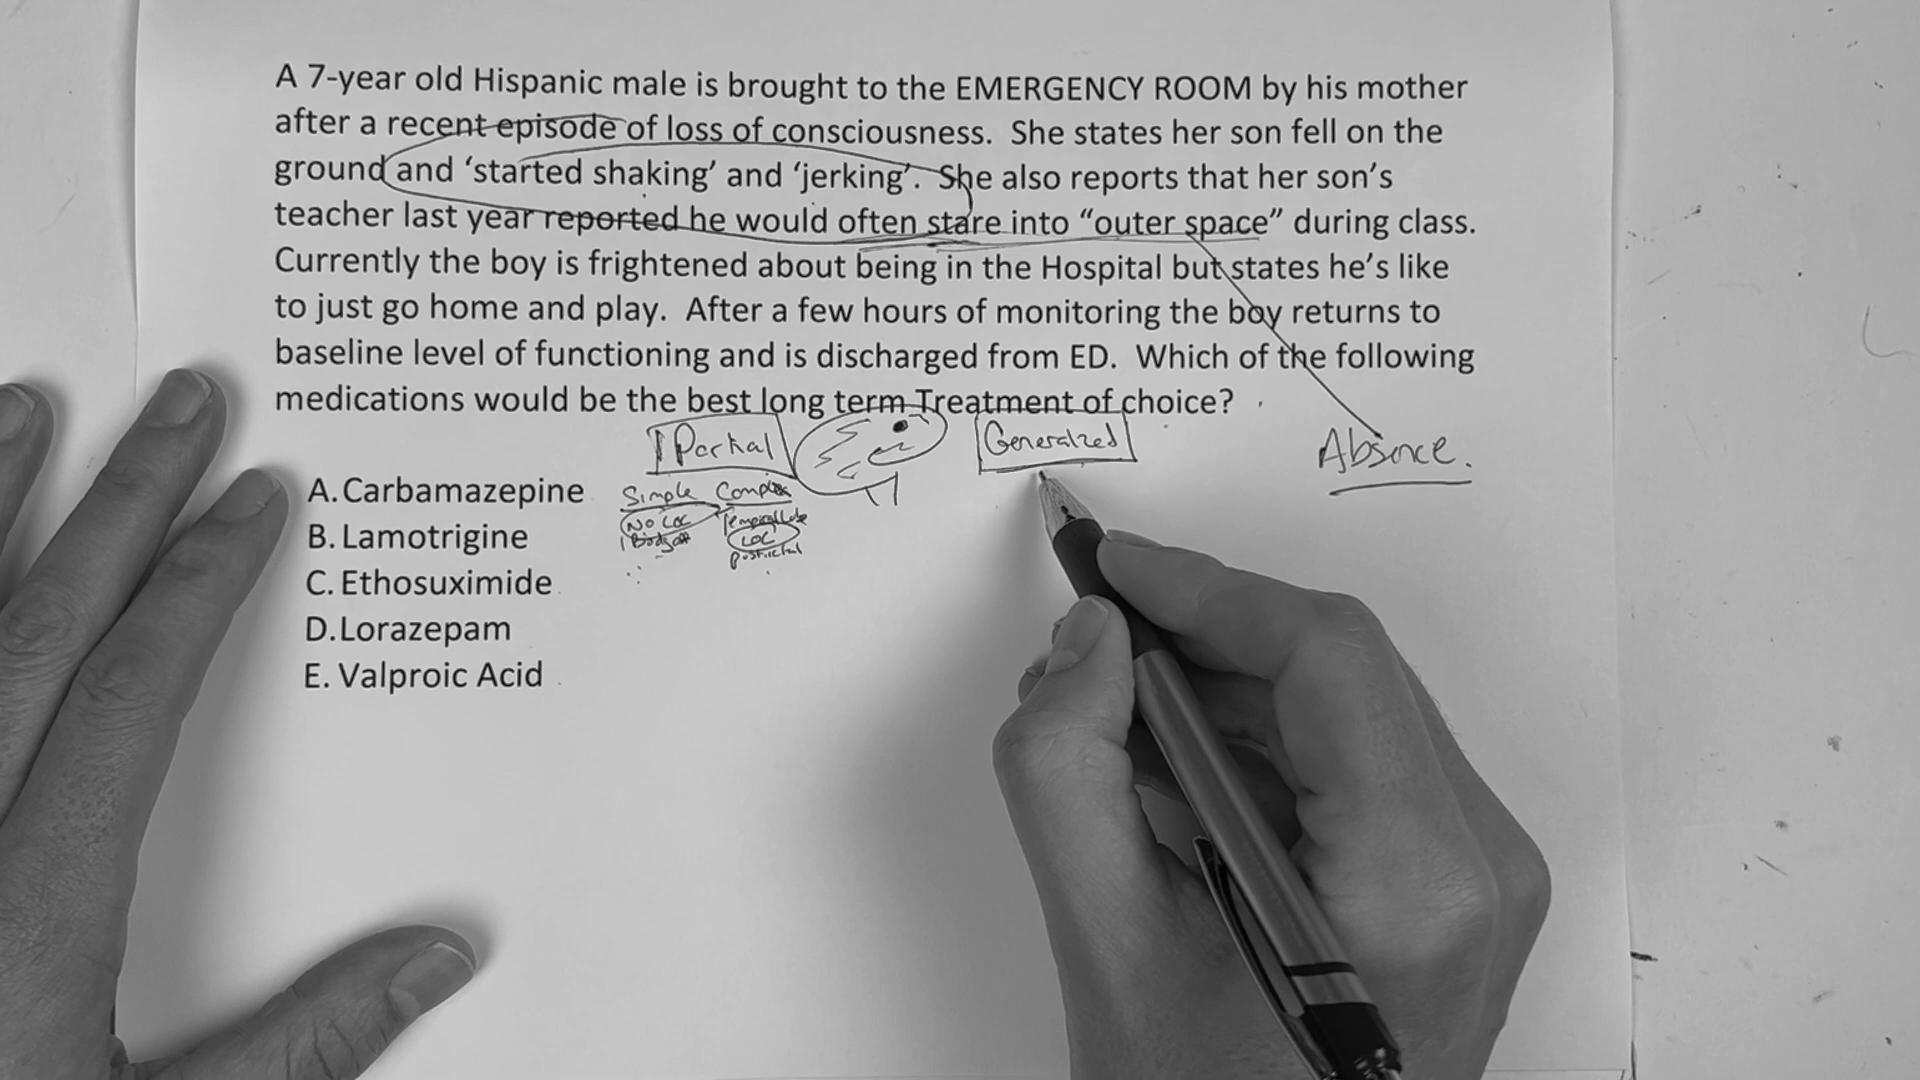 A 7-year old Hispanic male is brought to the EMERGENCY ROOM by his mother
after a recent episode of loss of consciousness. She states her son fell on the
ground and ‘started shaking’ and ‘jerking’. She also reports that her son’s
teacher last year reported he would often stare into “outer space” during class.
Currently the boy is frightened about being in the Hospital but states he’s like
to just go home and play. After a few hours of monitoring the boy returns to
baseline level of functioning and is discharged from ED. Which of the following
medications would be the best long term Treatment of choice?
Partial
Generalzed
Absence.
A. Carbamazepine
Simple Complex
No LOC
LOC
B. Lamotrigine
C. Ethosuximide
D. Lorazepam
E. Valproic Acid